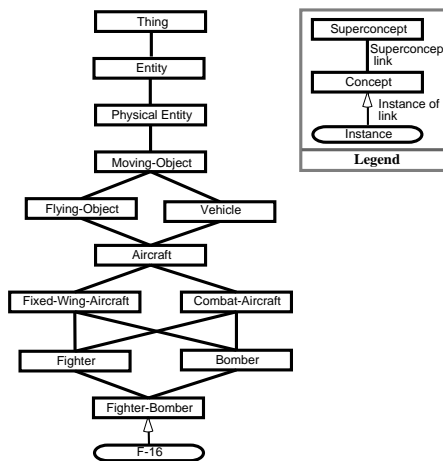 Thing
Entity
Physical Entity
Moving-Object
Flying-Object
Vehicle
Aircraft
Fixed-Wing-Aircraft
Combat-Aircraft
Fighter
Bomber
Fighter-Bomber
F-16
Superconcept
Superconcep
link
Concept
Instance of
link
Instance
Legend